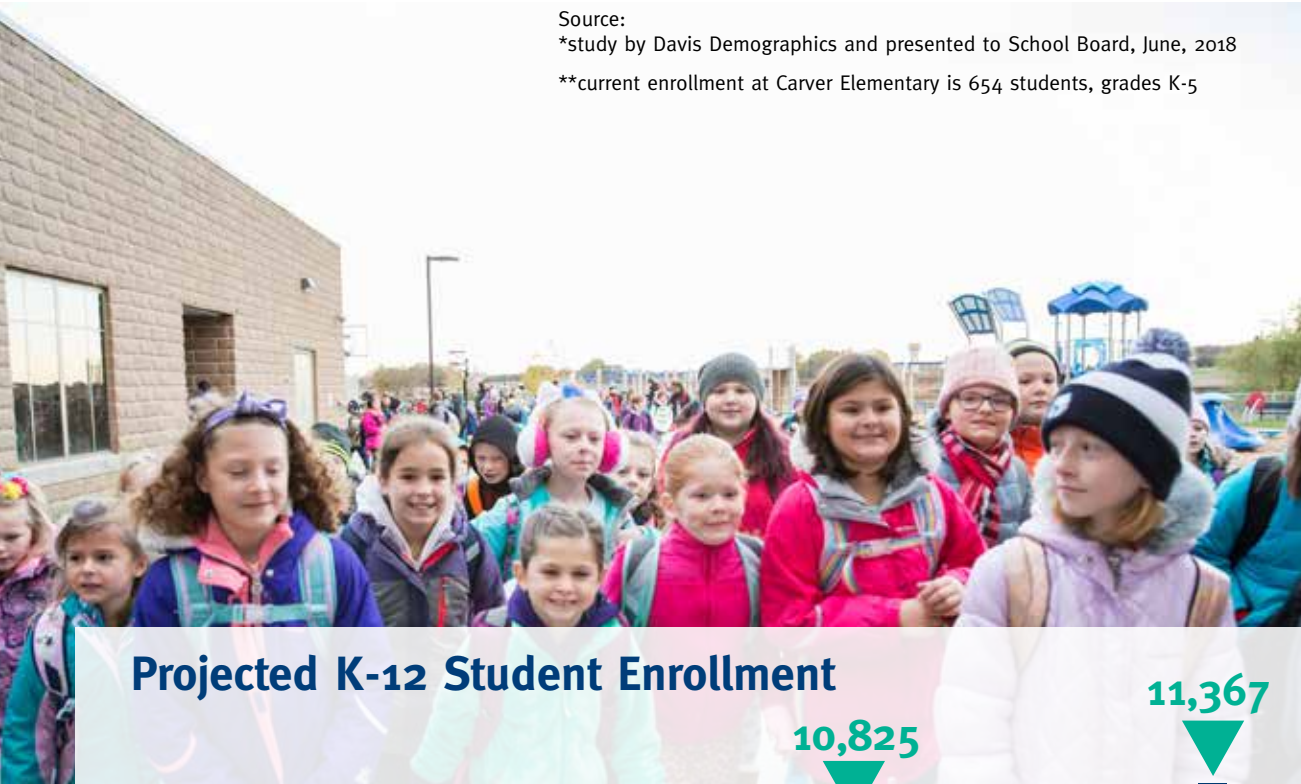 Source:
*study by Davis Demographics and presented to School Board, June, 2018
**current enrollment at Carver Elementary is 654 students, grades K-5
Projected K-12 Student Enrollment
11,367
10,825